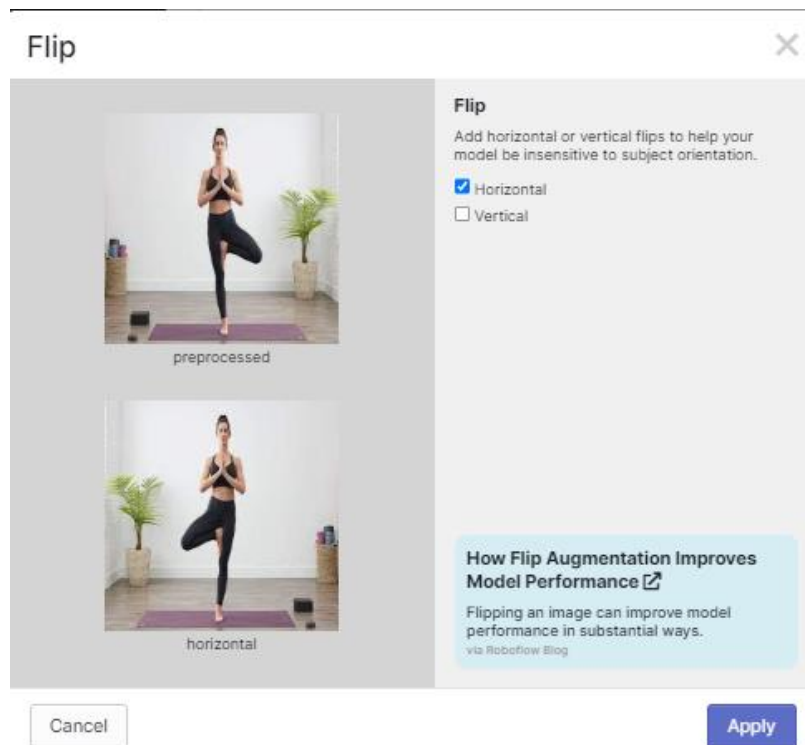 Flip
preprocessed
horizontal
Flip
Add horizontal or vertical flips to help your
model be insensitive to subject orientation.
Horizontal
Vertical
How Flip Augmentation Improves
Model Performance
Flipping an image can improve model
performance in substantial ways.
via Roboflow Blog
Cancel
Apply